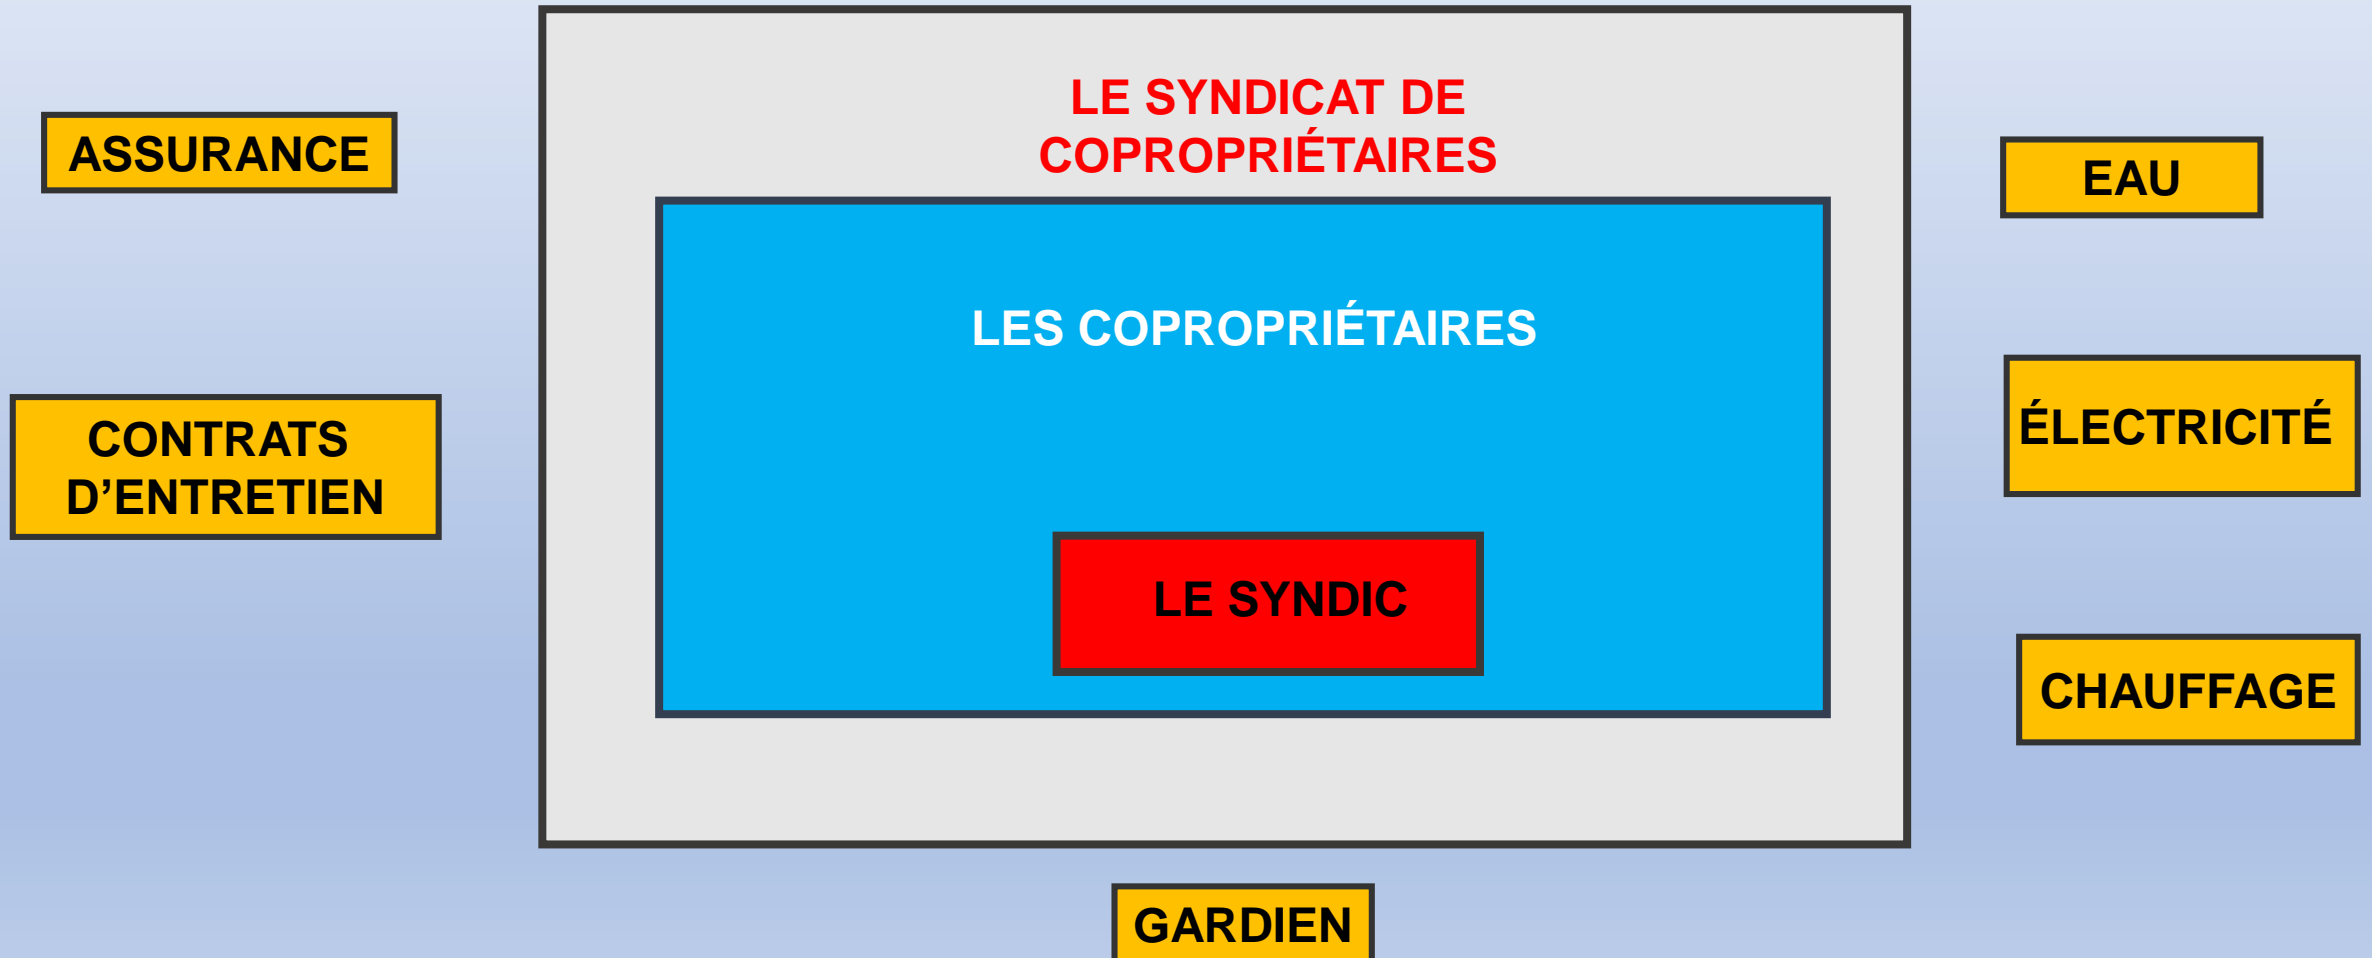 LE SYNDICAT DE
COPROPRIÉTAIRES
ASSURANCE
EAU
LES COPROPRIÉTAIRES
CONTRATS
D’ENTRETIEN
ÉLECTRICITÉ
LE SYNDIC
CHAUFFAGE
GARDIEN